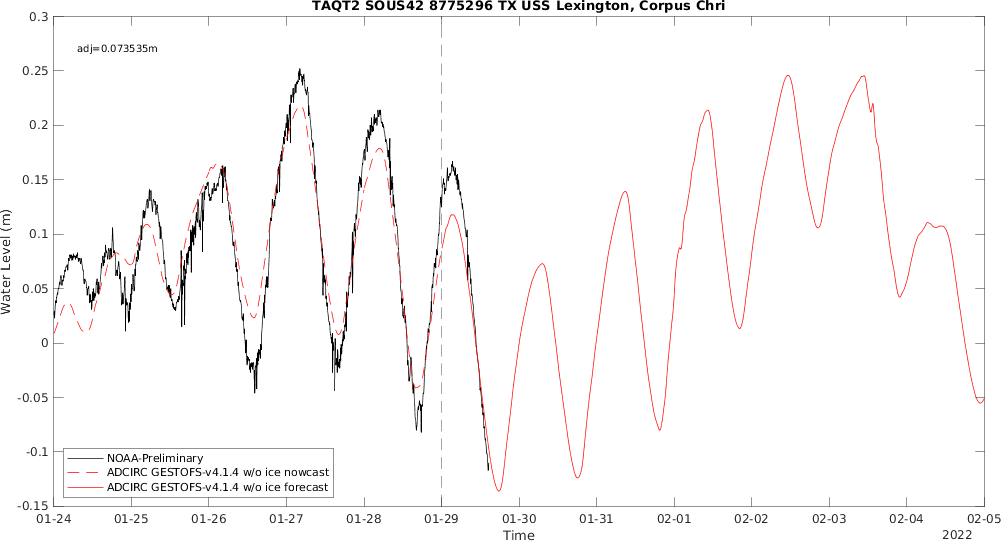 TAQT2 SOUS42 8775296 TX USS Lexington, Corpus Chri
adj=0.073535m
Water Level (m)
0.3
0.25
0.2
0.15
0.1
0.05
0
-0.05
-0.1
-0.15
NOAA-Preliminary
ADCIRC GESTOFS-v4.1.4 w/o ice nowcast
ADCIRC GESTOFS-v4.1.4 w/o ice forecast
01-24 01-25 01-26 01-27 01-28 01-29 01-30 01-31 02-01 02-02 02-03 02-04 02-05
Time
2022